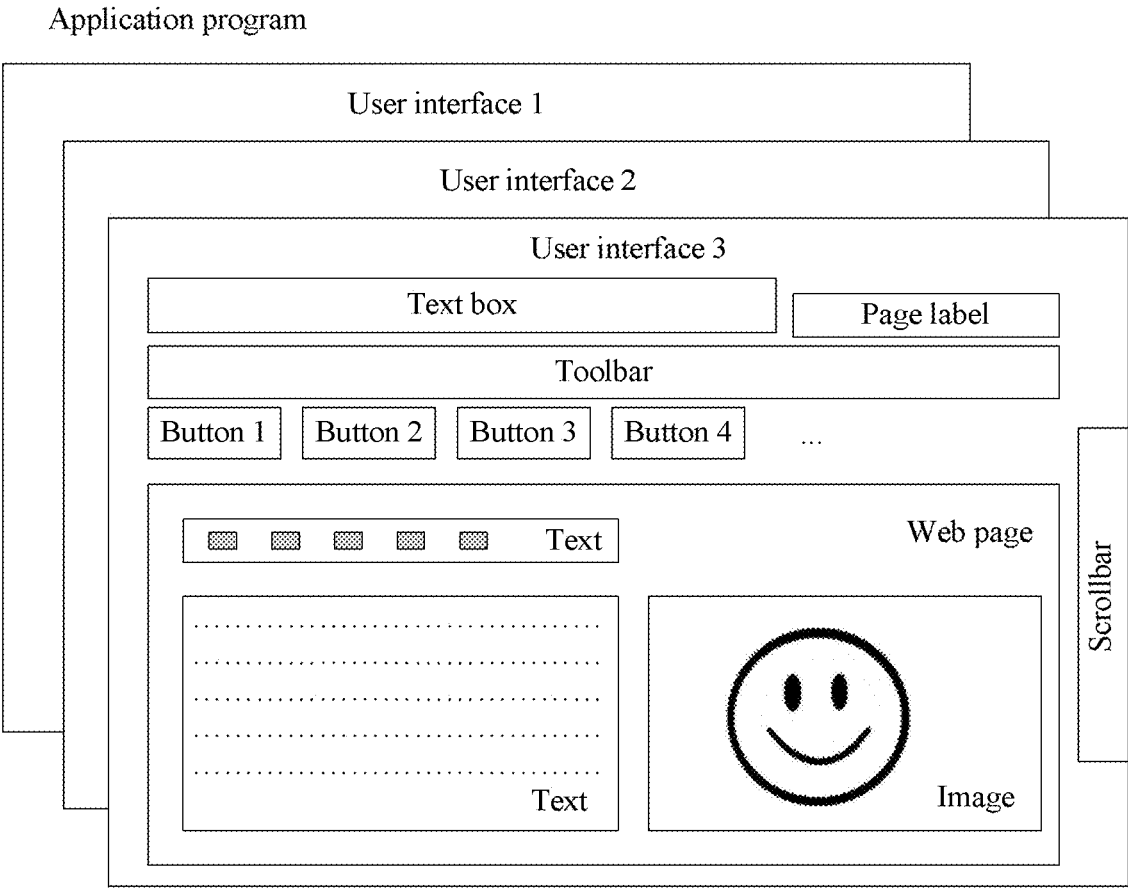 Application program
User interface 1
User interface 2
User interface 3
Text box
Page label
Toolbar
Button 1
Button 2
Button 3
Button 4
...
Text
Web page
Scrollbar
Text
Image